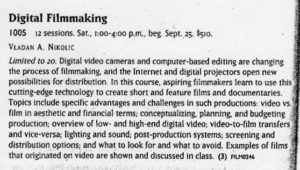 Digital Filmmaking
1005 12 sessions. Sat., 1:00-4:00 p.m., beg. Sept. 25. $510.
VLADAN A. NIKOLIC
Limited to 20. Digital video cameras and computer-based editing are changing
the process of filmmaking, and the Internet and digital projectors open new
possibilities for distribution. In this course, aspiring filmmakers learn to use this
cutting-edge technology to create short and feature films and documentaries.
Topics include specific advantages and challenges in such productions: video vs.
film in aesthetic and financial terms; conceptualizing, planning, and budgeting
production; overview of low- and high-end digital video; video-to-film transfers
and vice-versa; lighting and sound; post-production systems; screening and
distribution options; and what to look for and what to avoid. Examples of films
that originated on video are shown and discussed in class. (3) FILM0246